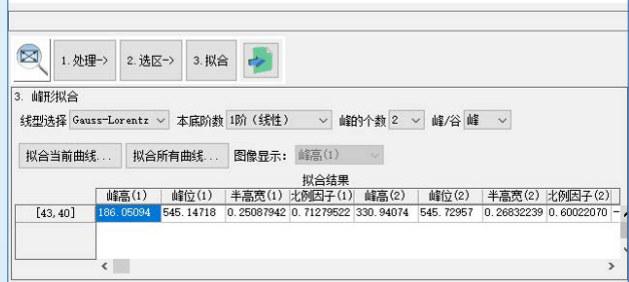 1.处理-> 2.选区-> 3.拟合
3. 峰形拟合
线型选择 Gauss-Lorentz 本底阶数 1阶（线性） 峰的个数 2 峰/谷 峰
拟合当前曲线... 拟合所有曲线... 图像显示： 峰高(1)
拟合结果
峰高(1) 峰位(1) 半高宽(1) 比例因子(1) 峰高(2) 峰位(2) 半高宽(2) 比例因子(2)
[43,40] 186.05094 545.14718 0.25087942 0.71279522 330.94074 545.72957 0.26832239 0.60022070 -